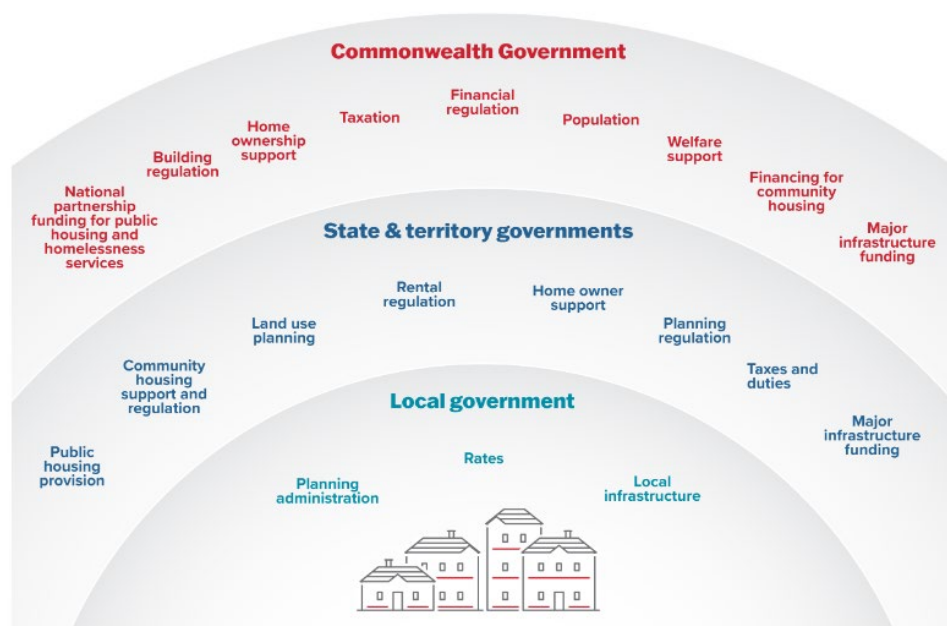 Commonwealth Government
National
partnership
funding for public
housing and
homelessness
services
Building
regulation
Home
ownership
support
Taxation
Financial
regulation
Population
Welfare
support
Financing for
community
housing
Major
infrastructure
funding
State & territory governments
Public
housing
provision
Community
housing
support and
regulation
Land use
planning
Rental
regulation
Home owner
support
Planning
regulation
Taxes and
duties
Major
infrastructure
funding
Local government
Planning
administration
Rates
Local
infrastructure